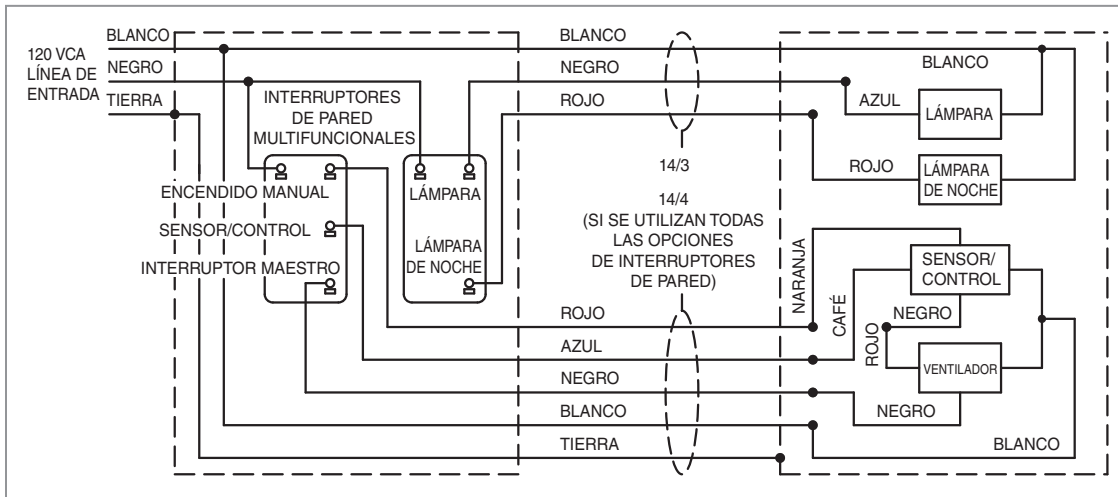 120 VCA
LÍNEA DE
ENTRADA
BLANCO
NEGRO
TIERRA
INTERRUPTORES
DE PARED
MULTIFUNCIONALES
ENCENDIDO MANUAL
SENSOR/CONTROL
INTERRUPTOR MAESTRO
LÁMPARA
LÁMPARA
DE NOCHE
BLANCO
NEGRO
ROJO
14/3
14/4
(SI SE UTILIZAN TODAS
LAS OPCIONES
DE INTERRUPTORES
DE PARED)
ROJO
AZUL
NEGRO
BLANCO
TIERRA
BLANCO
AZUL
LÁMPARA
ROJO
LÁMPARA
DE NOCHE
NARANJA
CAFÉ
SENSOR/
CONTROL
NEGRO
ROJO
VENTILADOR
NEGRO
BLANCO